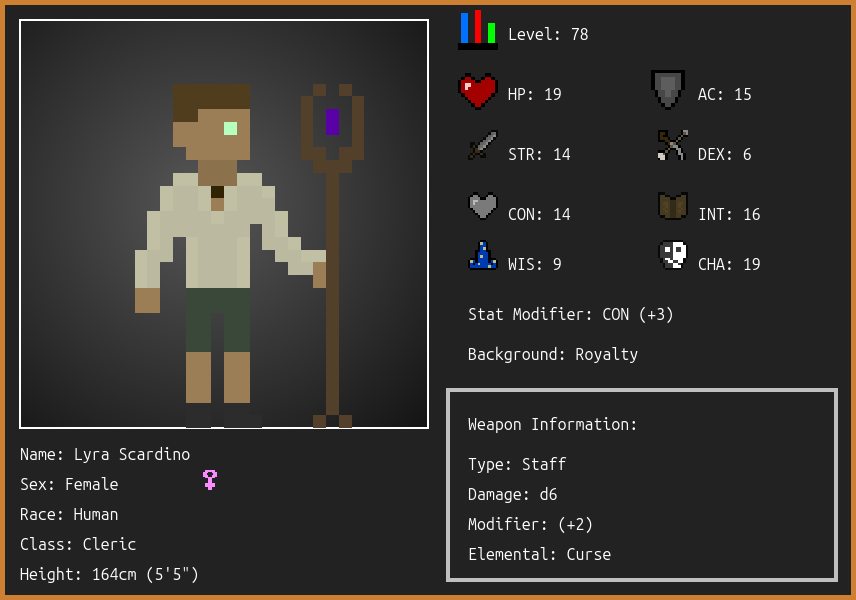 Level: 78
HP: 19
AC: 15
STR: 14
DEX: 6
CON: 14
INT: 16
WIS: 9
CHA: 19
Stat Modifier: CON (+3)
Background: Royalty
Weapon Information:
Type: Staff
Damage: d6
Modifier: (+2)
Elemental: Curse
Name: Lyra Scardino
Sex: Female
Race: Human
Class: Cleric
Height: 164cm (5'5")